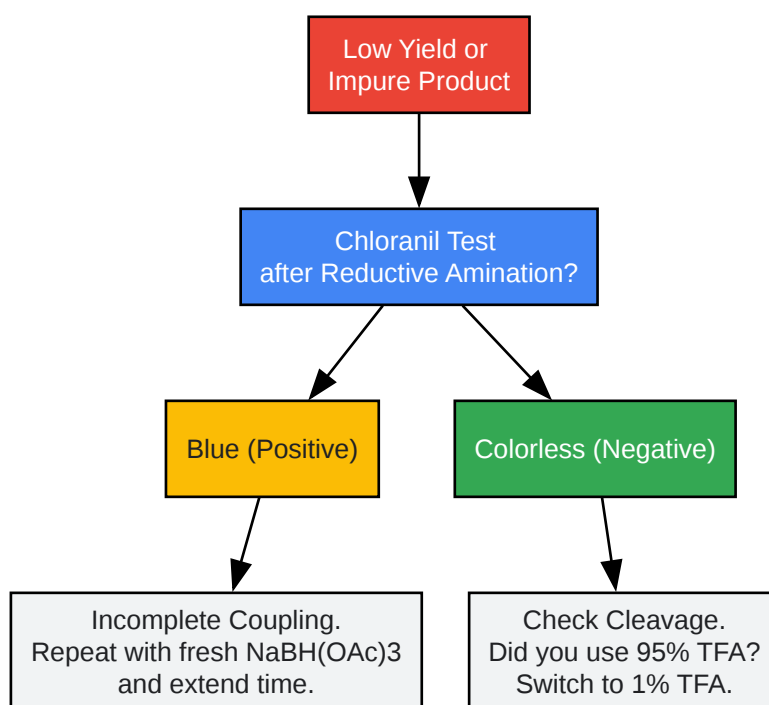 Low Yield or
Impure Product
Chloranil Test
after Reductive Amination?
Blue (Positive)
Colorless (Negative)
Incomplete Coupling.
Repeat with fresh NaBH(OAc)3
and extend time.
Check Cleavage.
Did you use 95% TFA?
Switch to 1% TFA.